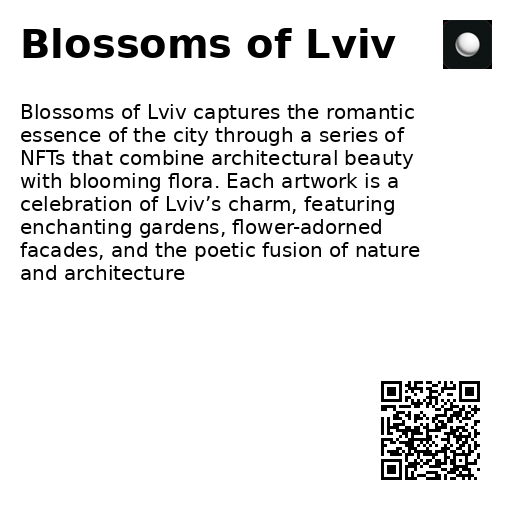 Blossoms of Lviv
Blossoms of Lviv captures the romantic
essence of the city through a series of
NFTs that combine architectural beauty
with blooming flora. Each artwork is a
celebration of Lviv’s charm, featuring
enchanting gardens, flower-adorned
facades, and the poetic fusion of nature
and architecture